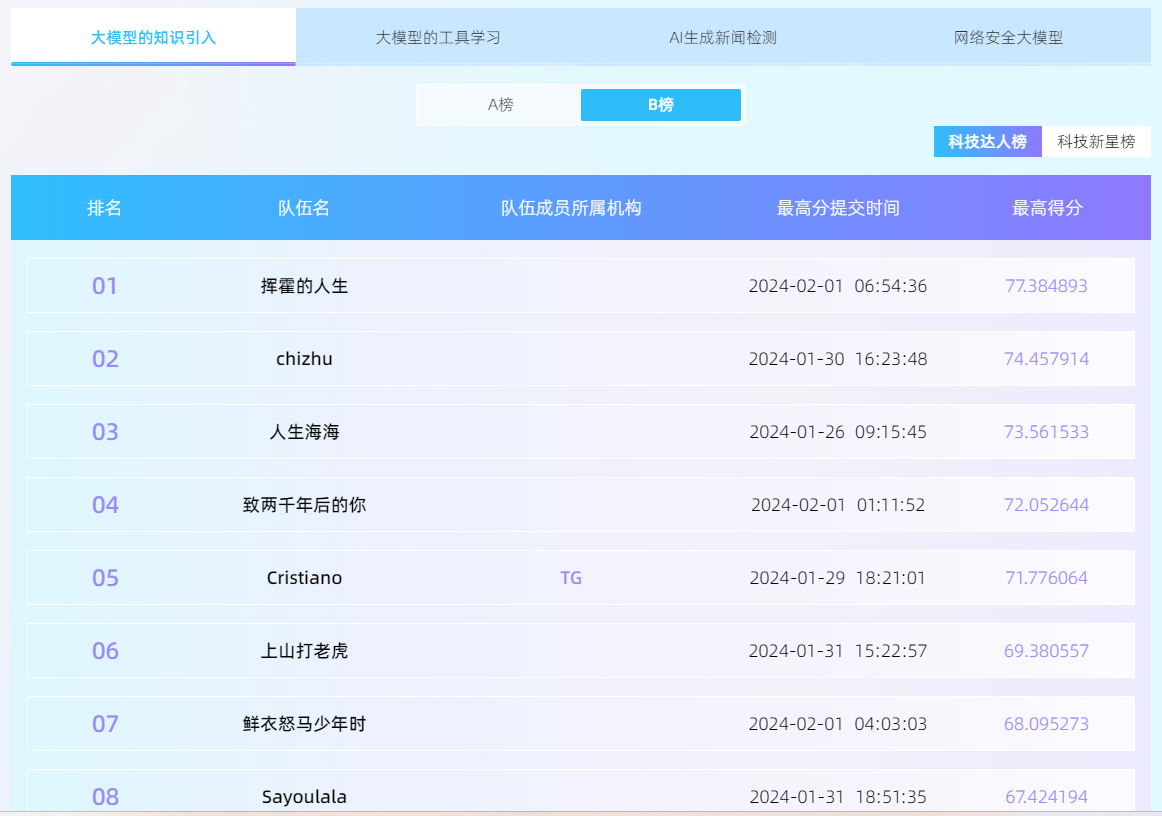 大模型的知识引入 大模型的工具学习 AI生成新闻检测 网络安全大模型
A榜 B榜
科技达人榜 科技新星榜
排名 队伍名 队伍成员所属机构 最高分提交时间 最高得分
01 挥霍的人生 2024-02-01 06:54:36 77.384893
02 chizhu 2024-01-30 16:23:48 74.457914
03 人生海海 2024-01-26 09:15:45 73.561533
04 致两千年后的你 2024-02-01 01:11:52 72.052644
05 Cristiano TG 2024-01-29 18:21:01 71.776064
06 上山打老虎 2024-01-31 15:22:57 69.380557
07 鲜衣怒马少年时 2024-02-01 04:03:03 68.095273
08 Sayoulala 2024-01-31 18:51:35 67.424194